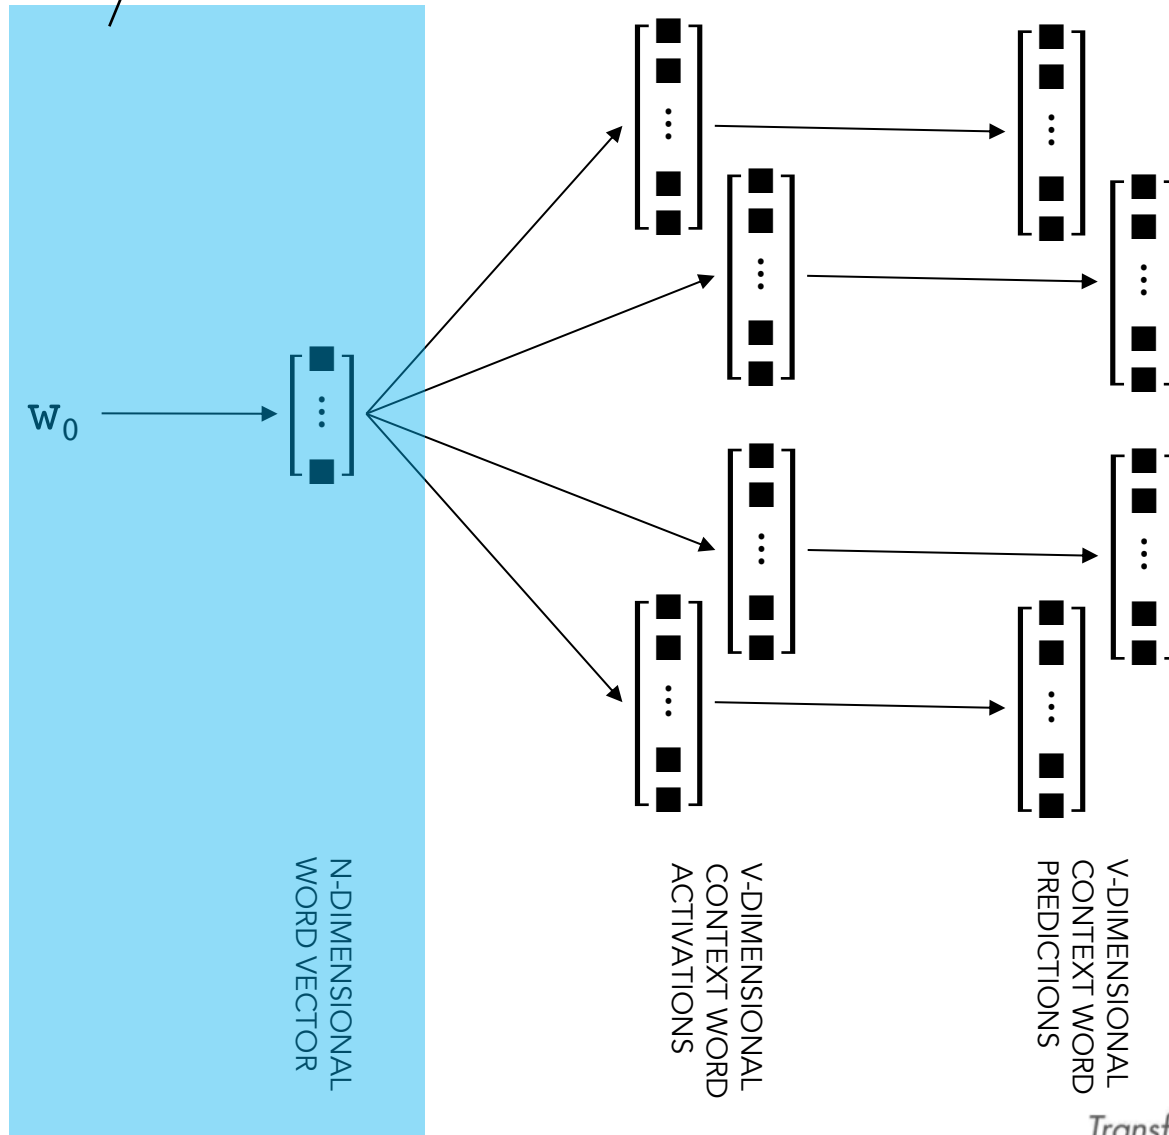 w₀
N-DIMENSIONAL
WORD VECTOR
V-DIMENSIONAL
CONTEXT WORD
ACTIVATIONS
V-DIMENSIONAL
CONTEXT WORD
PREDICTIONS